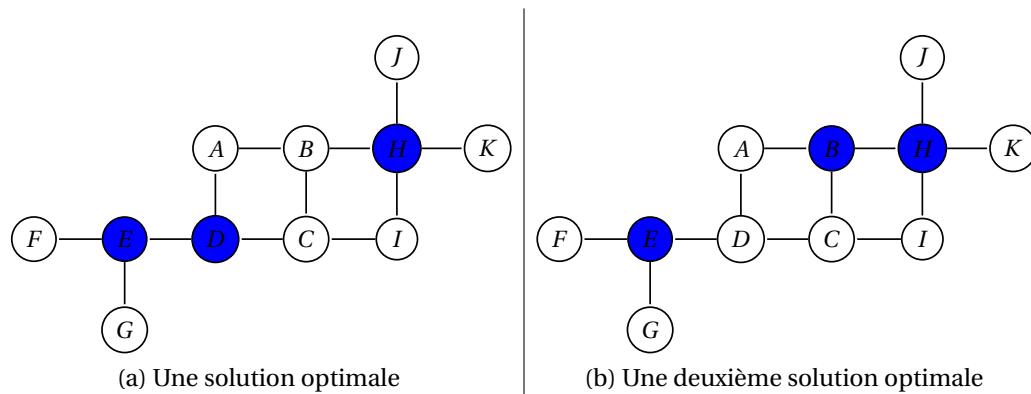 J
J
A
B
H
K
A
B
H
K
F
E
D
C
I
F
E
D
C
I
G
G
(a) Une solution optimale
(b) Une deuxième solution optimale